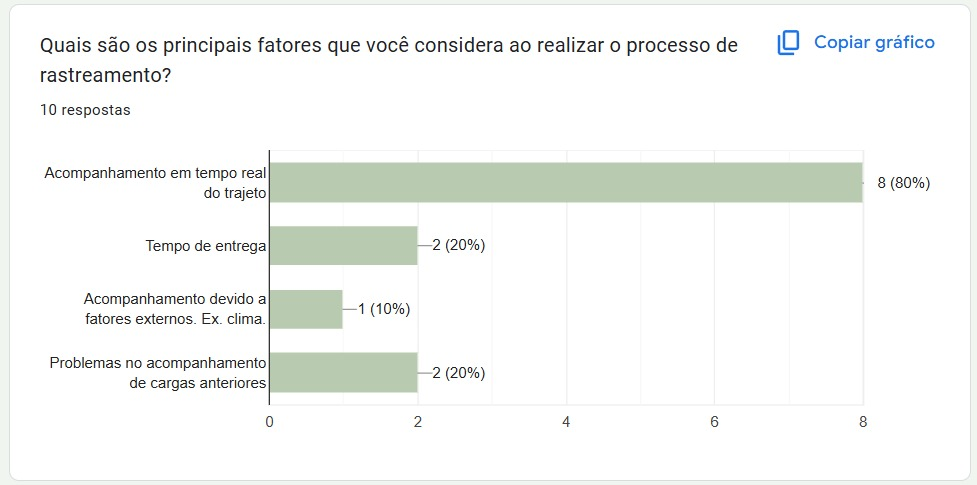 Quais são os principais fatores que você considera ao realizar o processo de
rastreamento?
Copiar gráfico
10 respostas
Acompanhamento em tempo real
do trajeto
8 (80%)
Tempo de entrega
2 (20%)
Acompanhamento devido a
fatores externos. Ex. clima.
1 (10%)
Problemas no acompanhamento
de cargas anteriores
2 (20%)
0 2 4 6 8